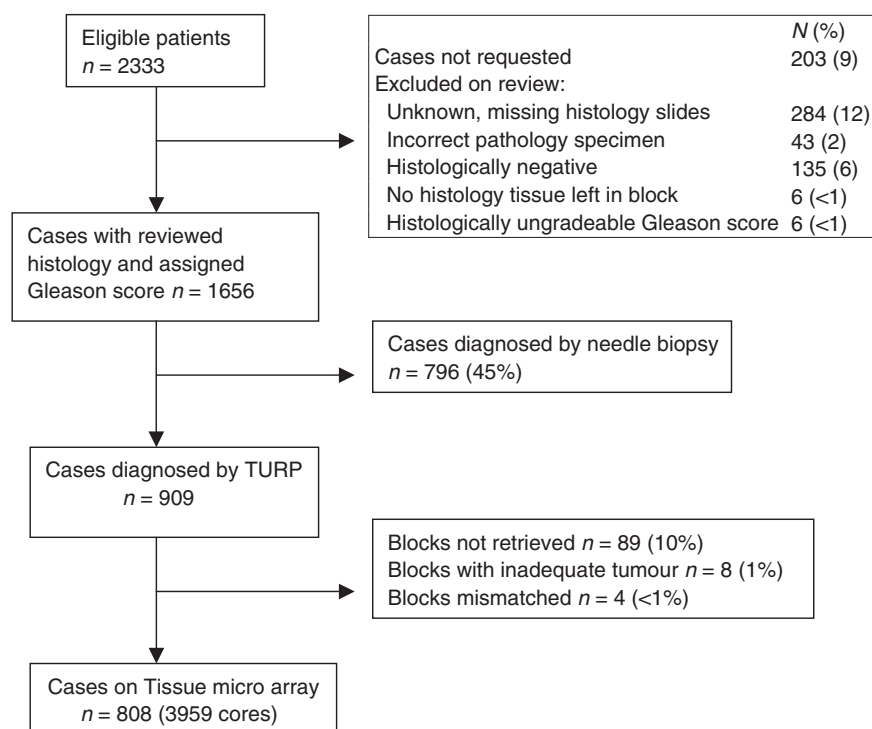 Eligible patients
n = 2333
N (%)
Cases not requested 203 (9)
Excluded on review:
Unknown, missing histology slides 284 (12)
Incorrect pathology specimen 43 (2)
Histologically negative 135 (6)
No histology tissue left in block 6 (<1)
Histologically ungradeable Gleason score 6 (<1)
Cases with reviewed
histology and assigned
Gleason score n = 1656
Cases diagnosed by needle biopsy
n = 796 (45%)
Cases diagnosed by TURP
n = 909
Blocks not retrieved n = 89 (10%)
Blocks with inadequate tumour n = 8 (1%)
Blocks mismatched n = 4 (<1%)
Cases on Tissue micro array
n = 808 (3959 cores)